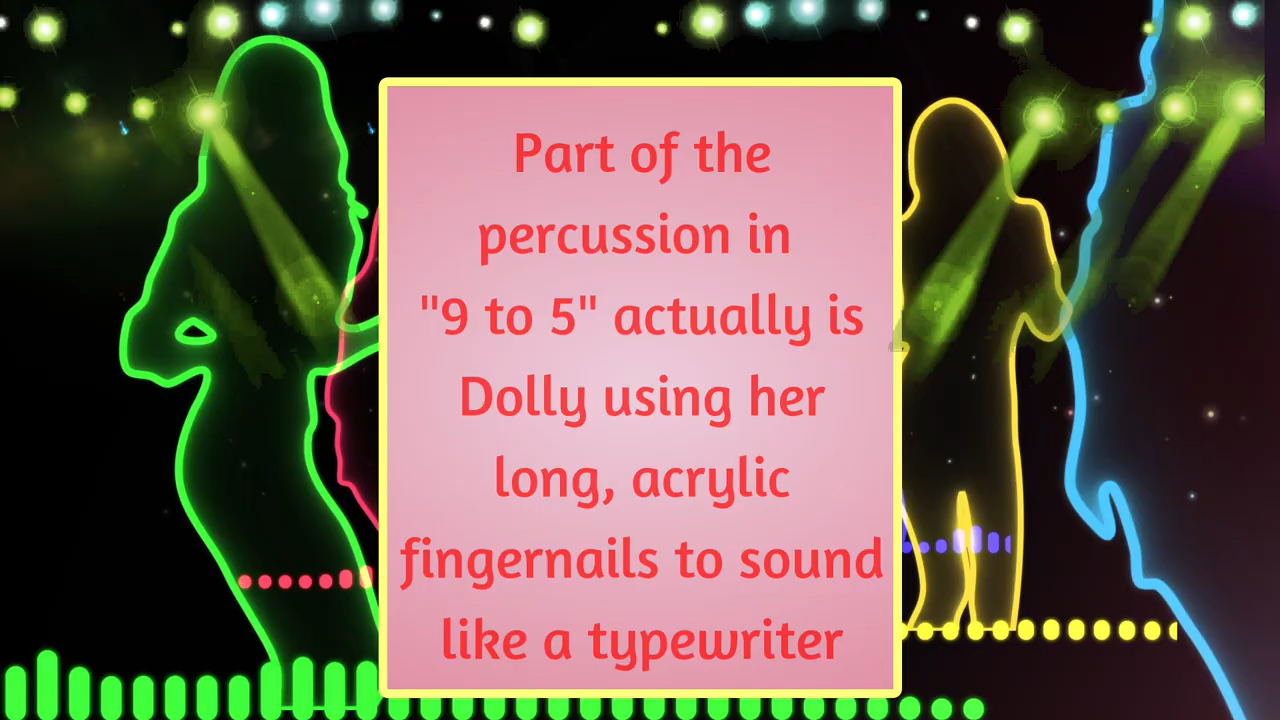 Part of the
percussion in
"9 to 5" actually is
Dolly using her
long, acrylic
fingernails to sound
like a typewriter